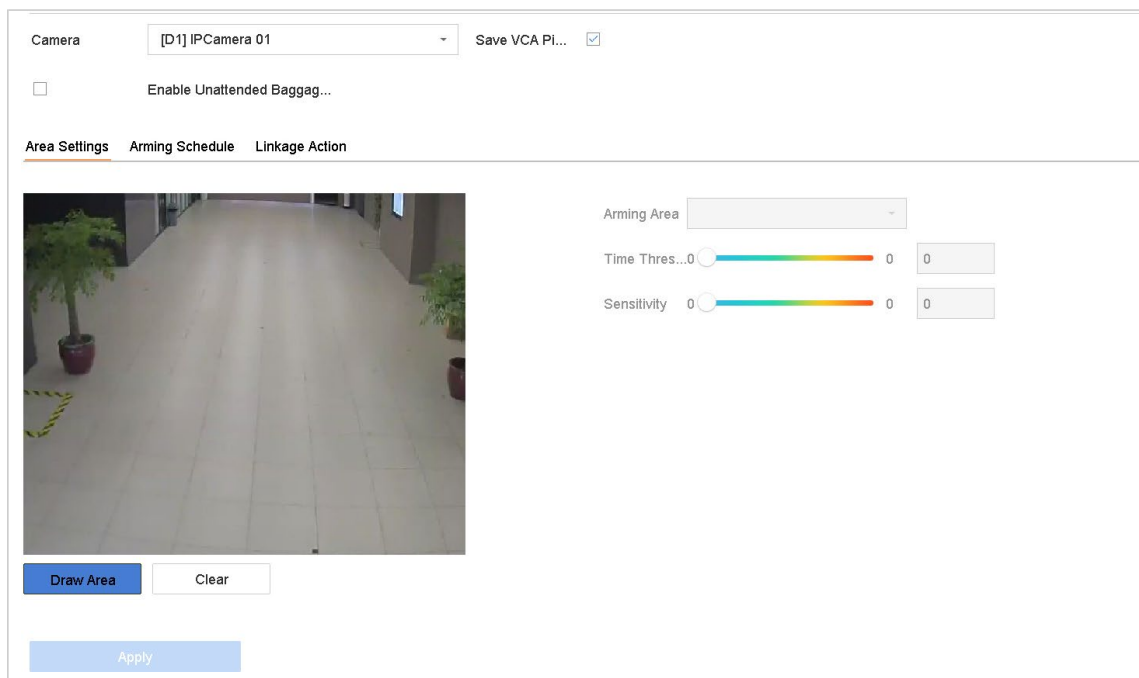 Camera [D1] IPCamera 01 Save VCA Pi...
Enable Unattended Baggag...
Area Settings Arming Schedule Linkage Action
Arming Area
Time Thres...0 0 0
Sensitivity 0 0 0
Draw Area Clear
Apply